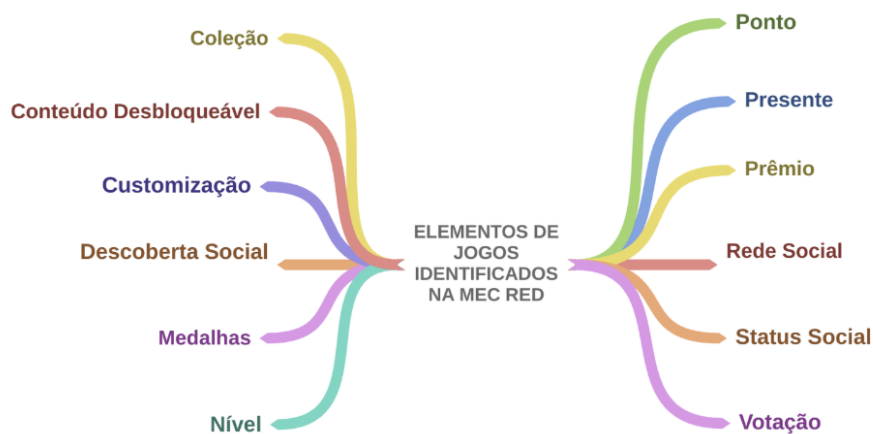 Coleção
Conteúdo Desbloqueável
Customização
Descoberta Social
Medalhas
Nível
ELEMENTOS DE
JOGOS
IDENTIFICADOS
NA MEC RED
Ponto
Presente
Prêmio
Rede Social
Status Social
Votação